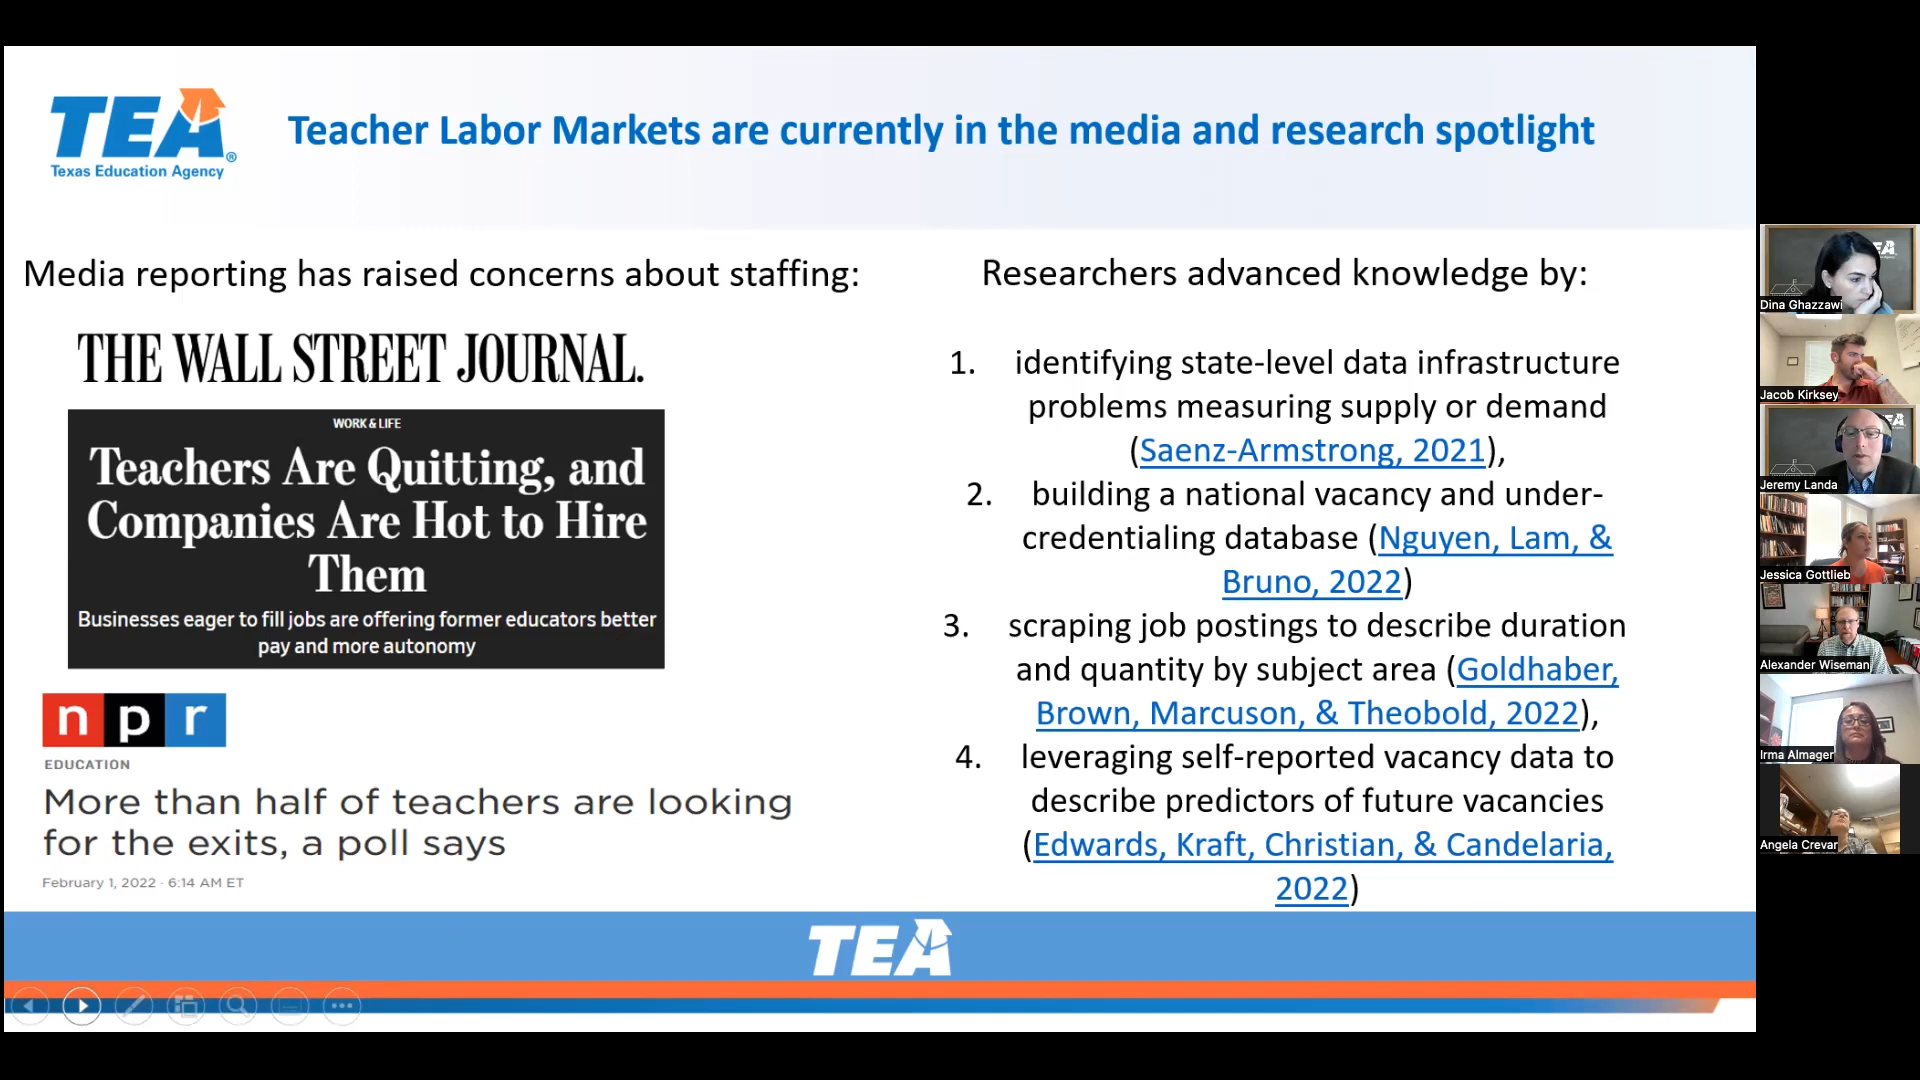 TEA
®
Texas Education Agency
Teacher Labor Markets are currently in the media and research spotlight
Media reporting has raised concerns about staffing:
THE WALL STREET JOURNAL.
WORK & LIFE
Teachers Are Quitting, and
Companies Are Hot to Hire
Them
Businesses eager to fill jobs are offering former educators better
pay and more autonomy
npr
EDUCATION
More than half of teachers are looking
for the exits, a poll says
February 1, 2022 · 6:14 AM ET
Researchers advanced knowledge by:
1. identifying state-level data infrastructure
problems measuring supply or demand
(Saenz-Armstrong, 2021),
2. building a national vacancy and under-
credentialing database (Nguyen, Lam, &
Bruno, 2022)
3. scraping job postings to describe duration
and quantity by subject area (Goldhaber,
Brown, Marcuson, & Theobold, 2022),
4. leveraging self-reported vacancy data to
describe predictors of future vacancies
(Edwards, Kraft, Christian, & Candelaria,
2022)
TEA
Dina Ghazzawi
Jacob Kirksey
Jeremy Landa
Jessica Gottlieb
Alexander Wiseman
Irma Almager
Angela Crevar